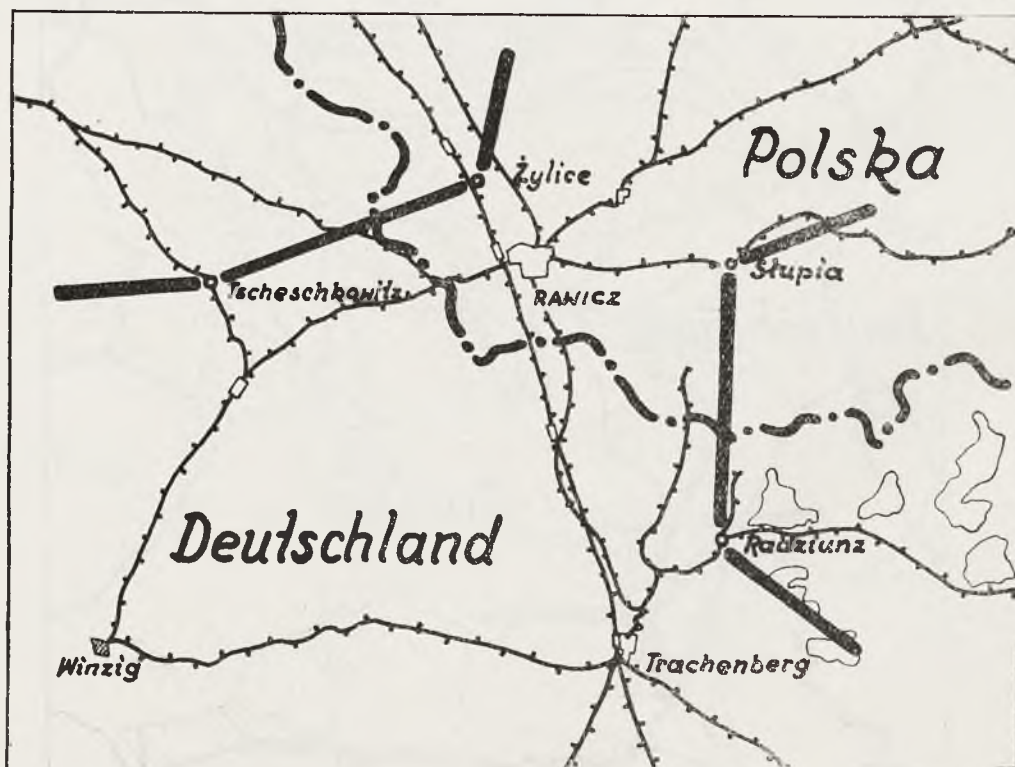 Polska
Żylice
Słupia
Tscheschkowitz
RAWICZ
Deutschland
Radziunz
Winzig
Trachenberg